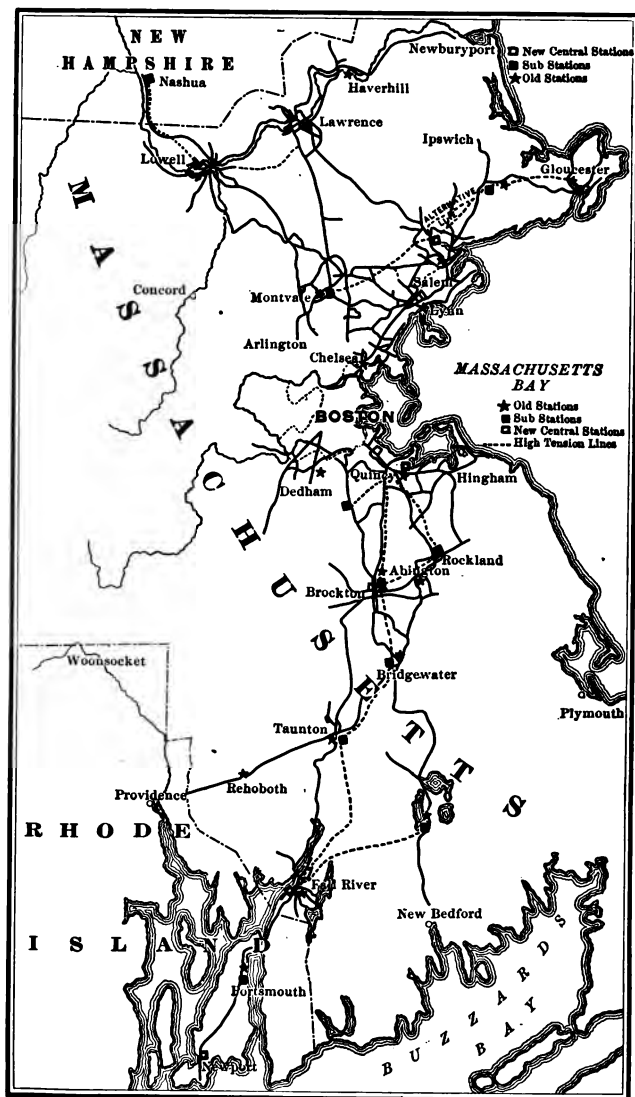 NEW
HAMPSHIRE
Nashua
Newburyport
New Central Stations
Sub Stations
Old Stations
Haverhill
Lawrence
Ipswich
Lowell
Gloucester
ALTERNATIVE
LINE
MASSACHUSETTS
Concord
Montvale
Salem
Lynn
Arlington
Chelsea
MASSACHUSETTS
BAY
BOSTON
Old Stations
Sub Stations
New Central Stations
High Tension Lines
Quincy
Hingham
Dedham
Rockland
Abington
Brockton
Woonsocket
Bridgewater
Plymouth
Taunton
Rehoboth
Providence
RHODE
ISLAND
Fall River
New Bedford
Portsmouth
BUZZARDS
BAY
Newport